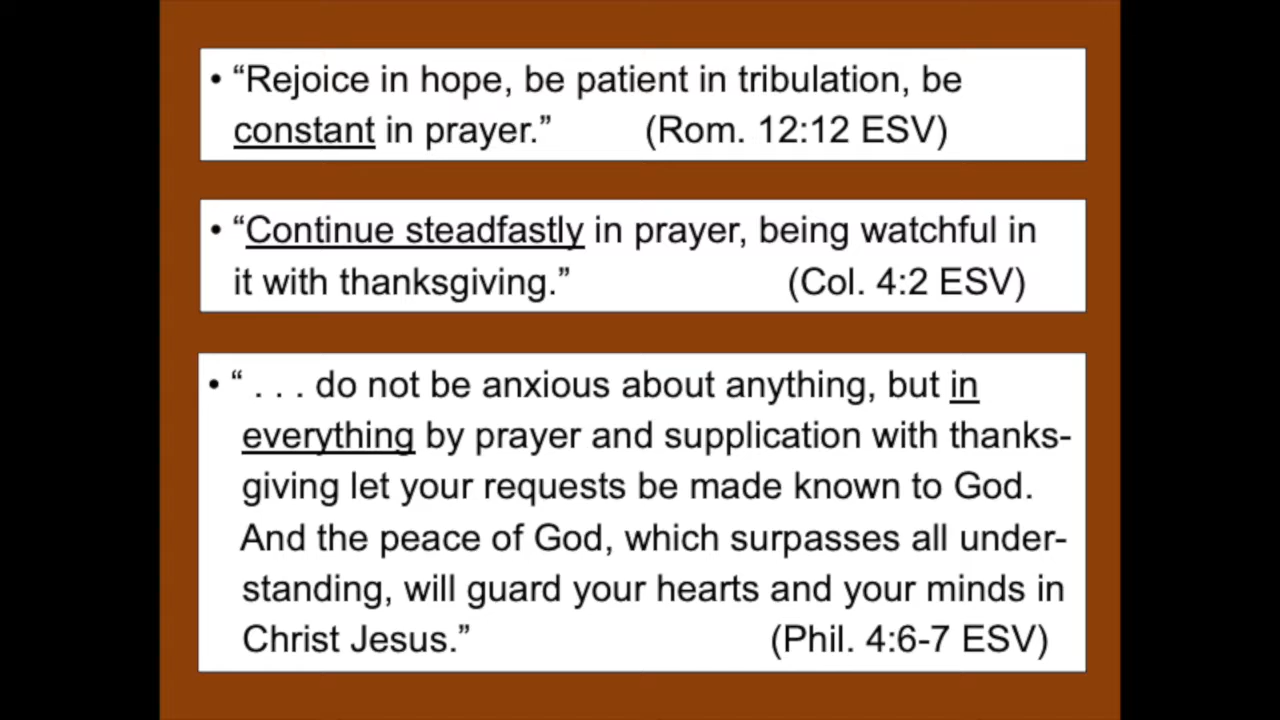 • “Rejoice in hope, be patient in tribulation, be
constant in prayer.” (Rom. 12:12 ESV)
• “Continue steadfastly in prayer, being watchful in
it with thanksgiving.” (Col. 4:2 ESV)
• “ . . . do not be anxious about anything, but in
everything by prayer and supplication with thanks-
giving let your requests be made known to God.
And the peace of God, which surpasses all under-
standing, will guard your hearts and your minds in
Christ Jesus.” (Phil. 4:6-7 ESV)